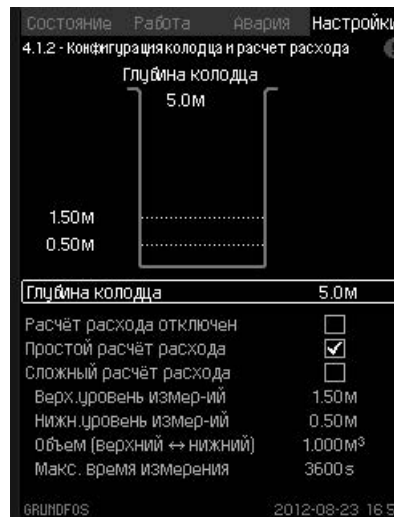 Состояние Работа Авария Настройки
4.1.2 - Конфигурация колодца и расчет расхода
Глубина колодца
5.0м
1.50м
0.50м
Глубина колодца 5.0м
Расчёт расхода отключен
Простой расчёт расхода
Сложный расчёт расхода
Верх.уровень измер-ий 1.50м
Нижн.уровень измер-ий 0.50м
Объем (верхний ↔ нижний) 1.000м³
Макс. время измерения 3600s
GRUNDFOS 2012-08-23 16:5